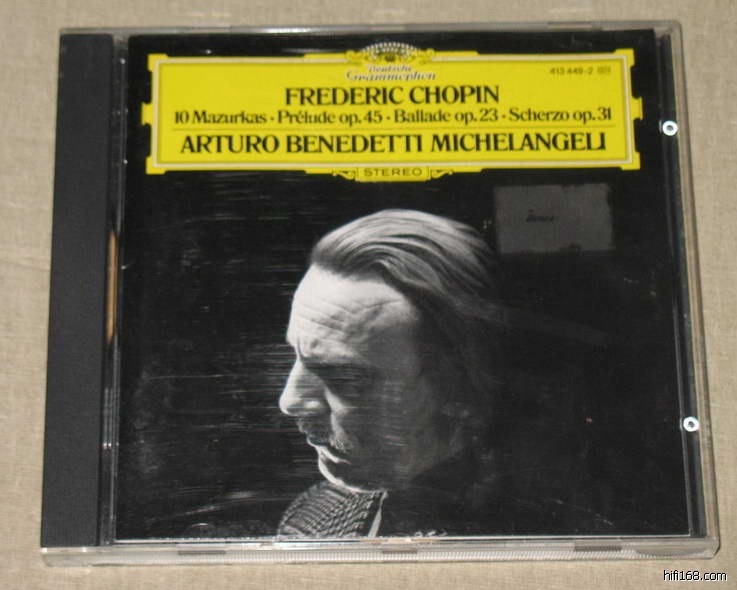 Deutsche
Grammophon
413 449-2
FREDERIC CHOPIN
10 Mazurkas · Prélude op. 45 · Ballade op. 23 · Scherzo op. 31
ARTURO BENEDETTI MICHELANGELI
STEREO
hifi168.com